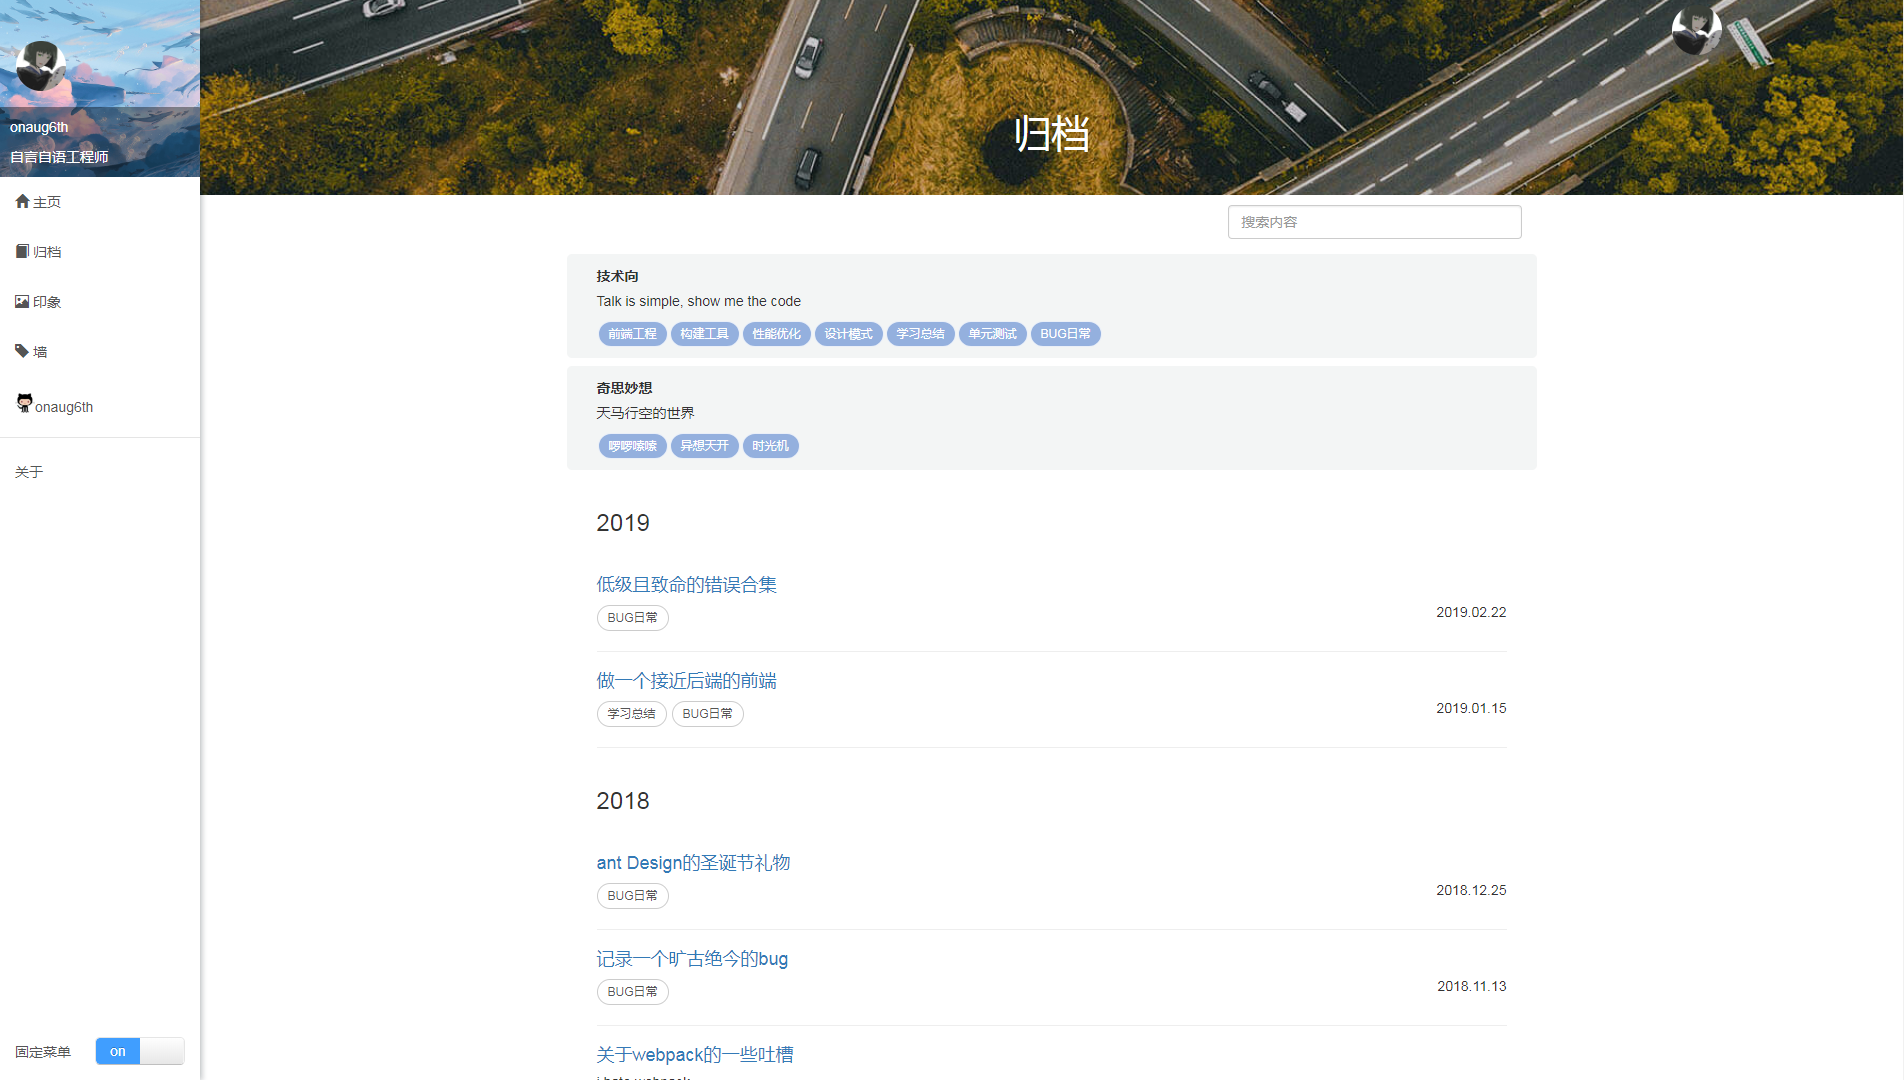 onaug6th
自言自语工程师
主页
归档
印象
墙
onaug6th
关于
固定菜单 on
归档
搜索内容
技术向
Talk is simple, show me the code
前端工程 构建工具 性能优化 设计模式 学习总结 单元测试 BUG日常
奇思妙想
天马行空的世界
啰啰嗦嗦 异想天开 时光机
2019
低级且致命的错误合集
BUG日常
2019.02.22
做一个接近后端的前端
学习总结 BUG日常
2019.01.15
2018
ant Design的圣诞节礼物
BUG日常
2018.12.25
记录一个旷古绝今的bug
BUG日常
2018.11.13
关于webpack的一些吐槽
i hate webpack